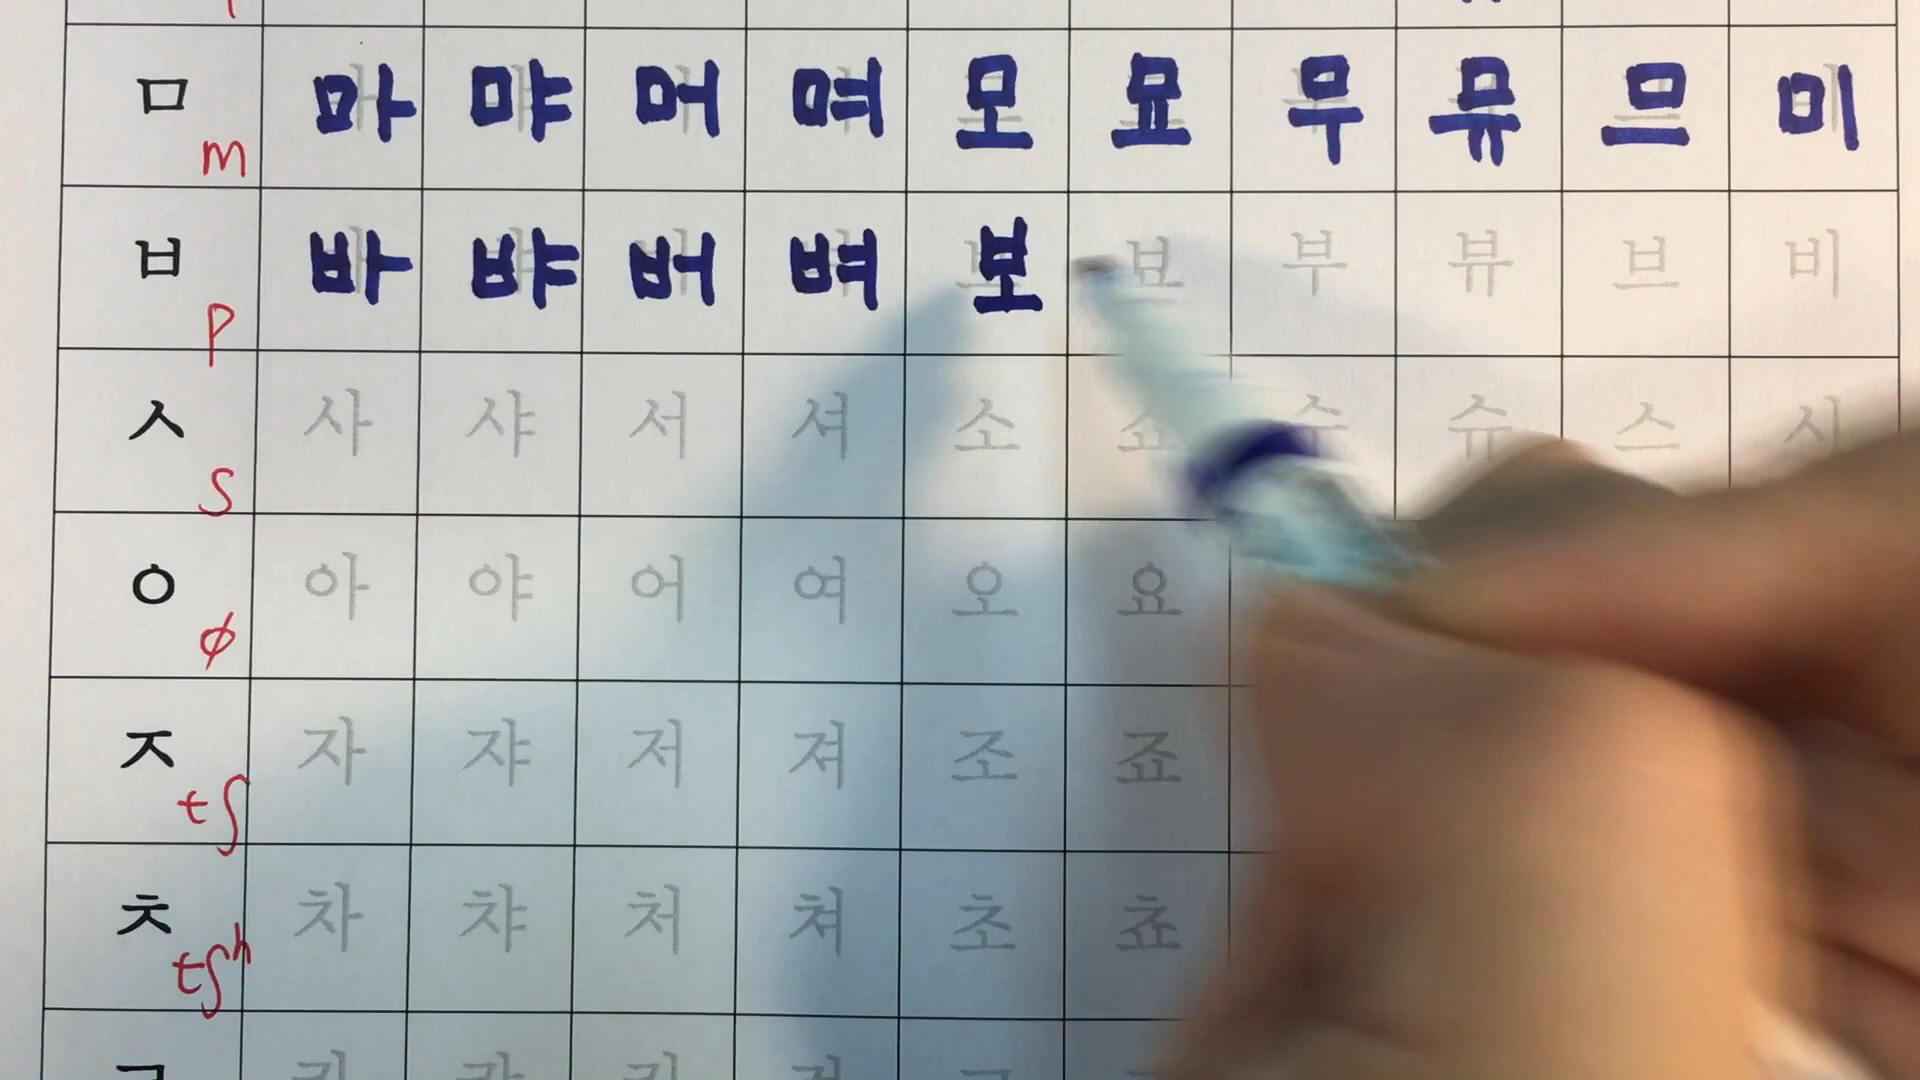 ㅁ m 마 먀 머 며 모 묘 무 뮤 므 미
ㅂ p 바 뱌 버 벼 보 뵤 부 뷰 브 비
ㅅ s 사 샤 서 셔 소 쇼 수 슈 스 시
ㅇ ∅ 아 야 어 여 오 요
ㅈ tʃ 자 쟈 저 져 조 죠
ㅊ tʃʰ 차 챠 처 쳐 초 쵸